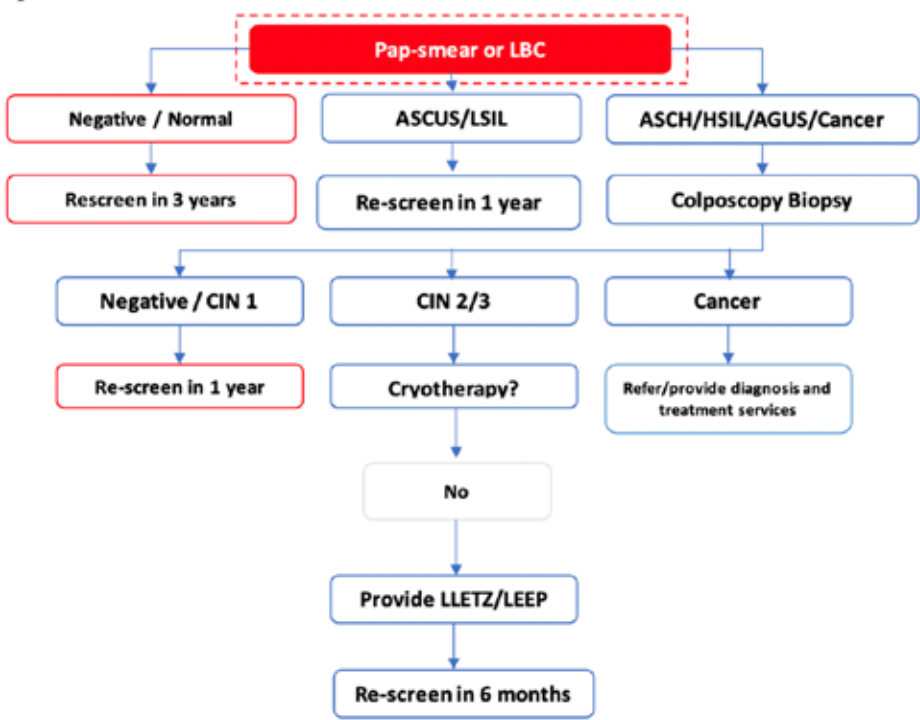 Pap-smear or LBC
Negative / Normal
ASCUS/LSIL
ASCH/HSIL/AGUS/Cancer
Rescreen in 3 years
Re-screen in 1 year
Colposcopy Biopsy
Negative / CIN 1
CIN 2/3
Cancer
Re-screen in 1 year
Cryotherapy?
Refer/provide diagnosis and
treatment services
No
Provide LLETZ/LEEP
Re-screen in 6 months